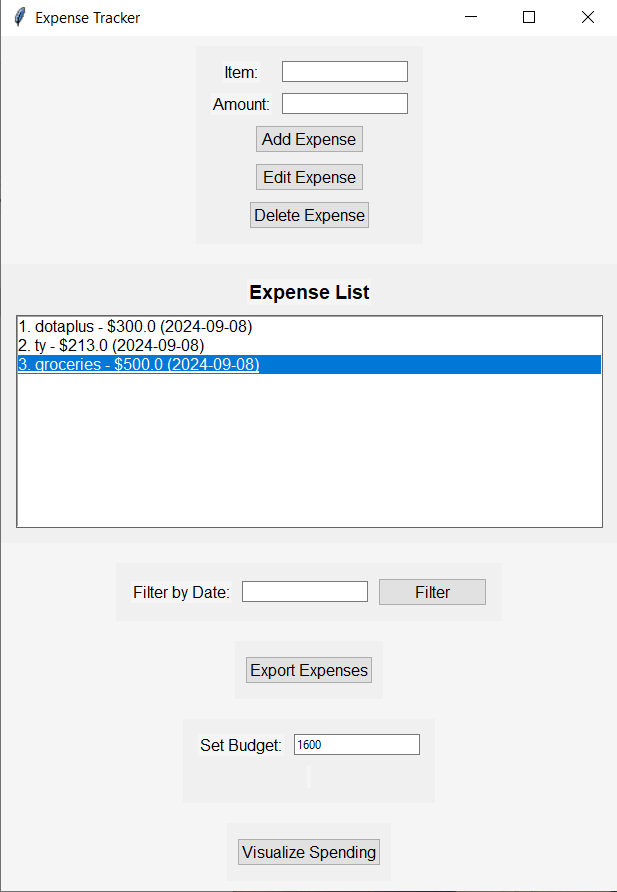 Expense Tracker
Item:
Amount:
Add Expense
Edit Expense
Delete Expense
Expense List
1. dotaplus - $300.0 (2024-09-08)
2. ty - $213.0 (2024-09-08)
3. groceries - $500.0 (2024-09-08)
Filter by Date: Filter
Export Expenses
Set Budget: 1600
Visualize Spending